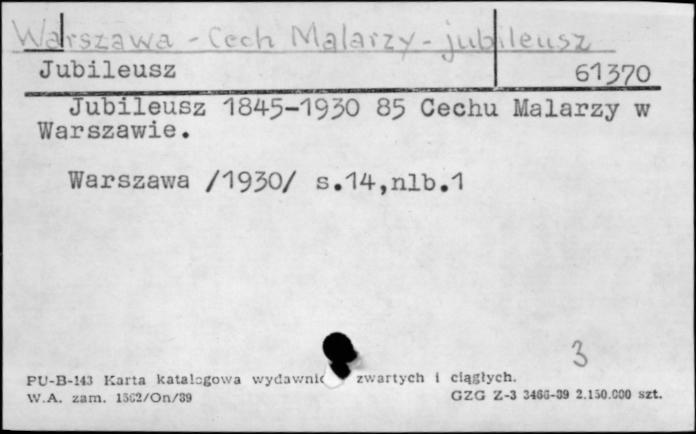 Warszawa - Cech Malarzy - jubileusz
Jubileusz 61370
Jubileusz 1845-1930 85 Cechu Malarzy w
Warszawie.
Warszawa /1930/ s.14,nlb.1
3
PU-B-143 Karta katalogowa wydawnic zwartych i ciągłych.
W.A. zam. 1562/On/39 GZG Z-3 3466-39 2.150.000 szt.